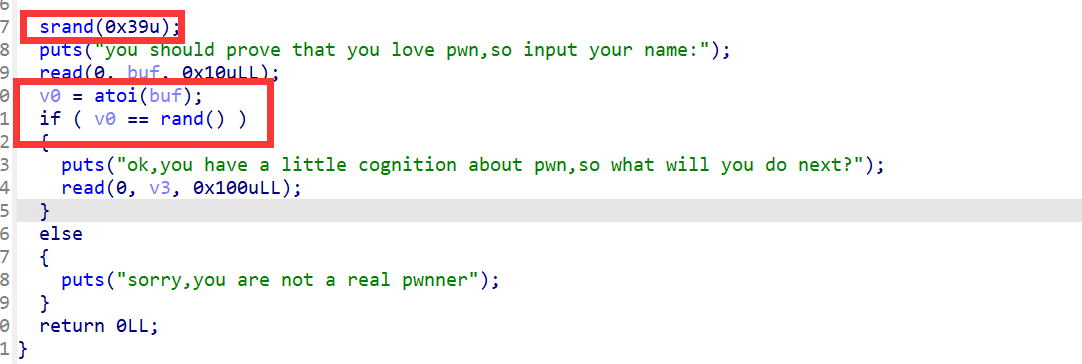 6
7 srand(0x39u);
8 puts("you should prove that you love pwn,so input your name:");
9 read(0, buf, 0x10uLL);
0 v0 = atoi(buf);
1 if ( v0 == rand() )
2 {
3 puts("ok,you have a little cognition about pwn,so what will you do next?");
4 read(0, v3, 0x100uLL);
5 }
6 else
7 {
8 puts("sorry,you are not a real pwnner");
9 }
0 return 0LL;
1 }